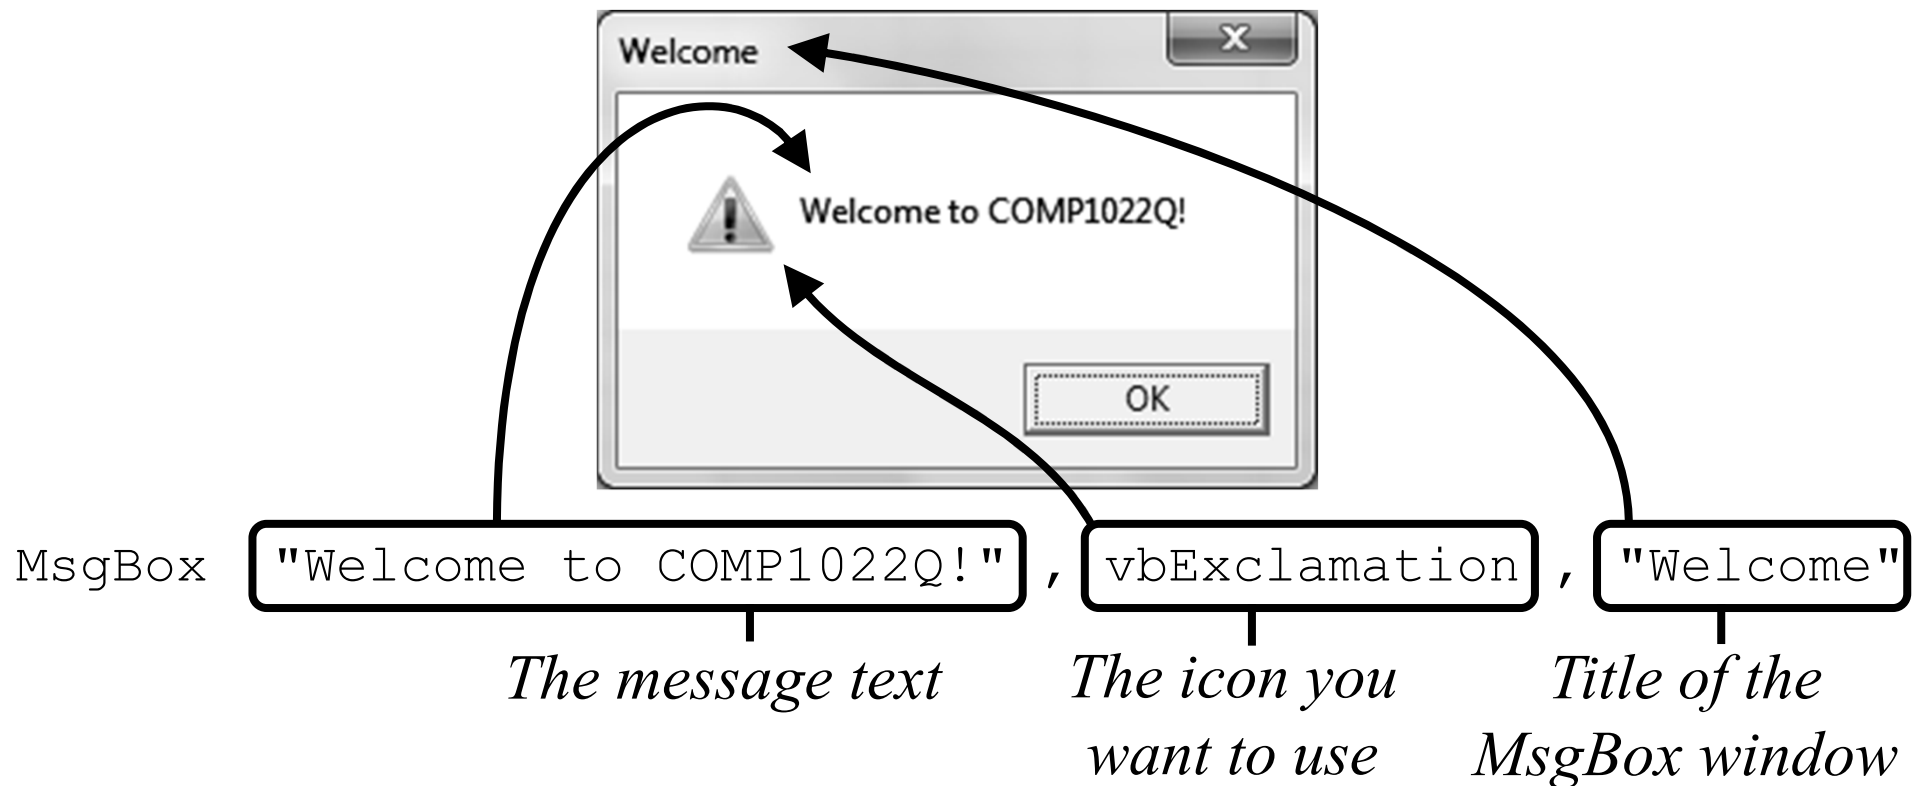 Welcome
Welcome to COMP1022Q!
OK
MsgBox "Welcome to COMP1022Q!" , vbExclamation , "Welcome"
The message text
The icon you
want to use
Title of the
MsgBox window